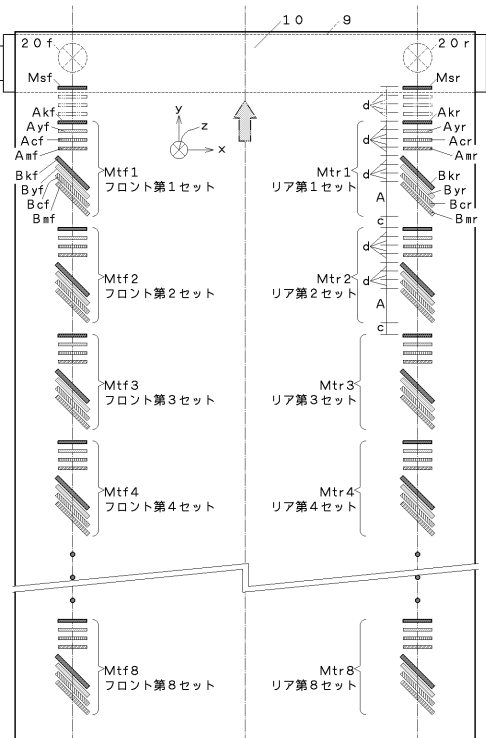 10 9
20f 20r
Msf Msr
d
Akf Akr
Ayf Ayr
Acf Acr
Amf Amr
y
z
x
d
d
Bkf Bkr
Byf Byr
Bcf Bcr
Bmf Bmr
Mtf1
フロント第1セット
Mtr1
リア第1セット
A
c
d
d
Mtf2
フロント第2セット
Mtr2
リア第2セット
A
c
Mtf3
フロント第3セット
Mtr3
リア第3セット
Mtf4
フロント第4セット
Mtr4
リア第4セット
Mtf8
フロント第8セット
Mtr8
リア第8セット